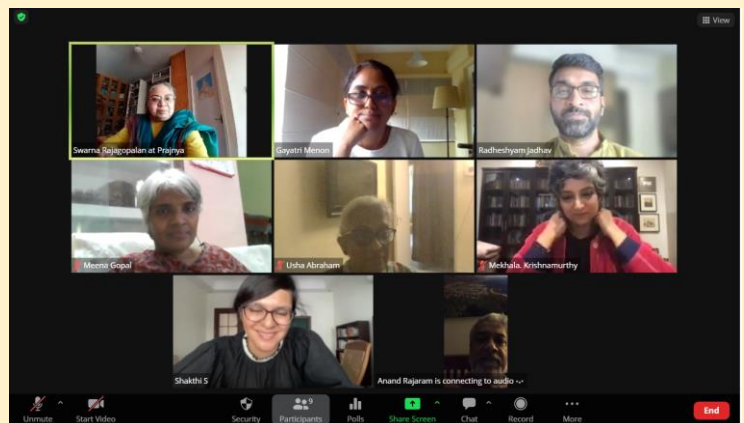 View
Swarna Rajagopalan at Prajnya
Gayatri Menon
Radheshyam Jadhav
Meena Gopal
Usha Abraham
Mekhala. Krishnamurthy
Shakthi S
Anand Rajaram is connecting to audio
9
Unmute
Start Video
Security
Participants
Polls
Share Screen
Chat
Record
More
End